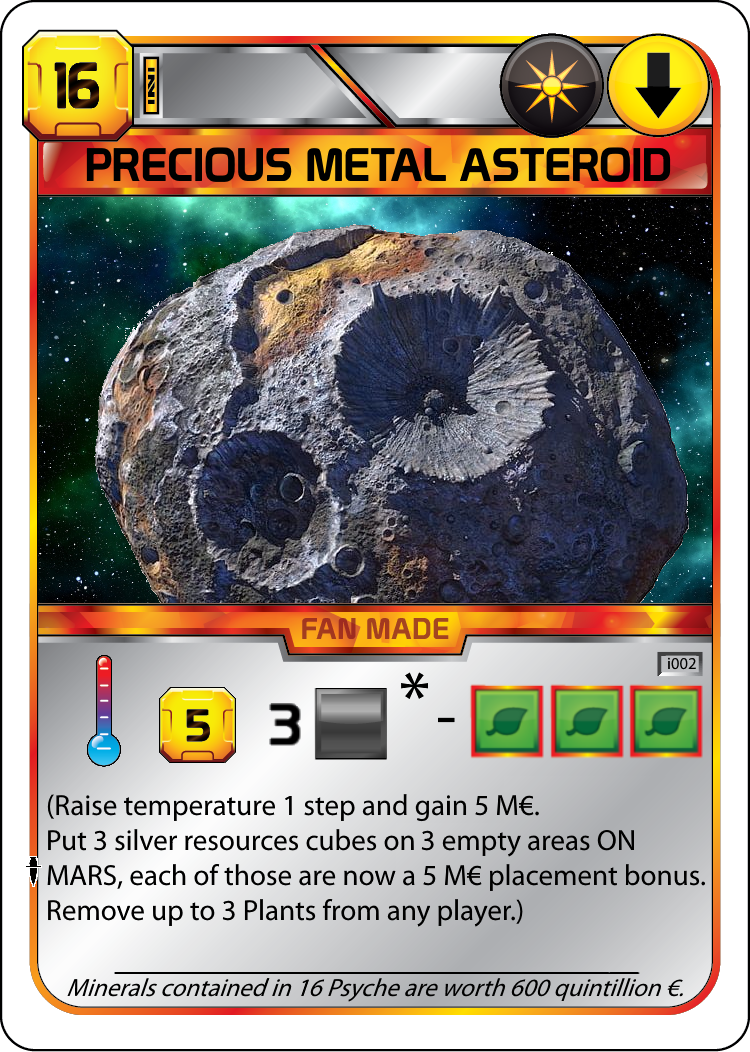 16
PRECIOUS METAL ASTEROID
FAN MADE
i002
5 3 * -
(Raise temperature 1 step and gain 5 M€.
Put 3 silver resources cubes on 3 empty areas ON
MARS, each of those are now a 5 M€ placement bonus.
Remove up to 3 Plants from any player.)
Minerals contained in 16 Psyche are worth 600 quintillion €.